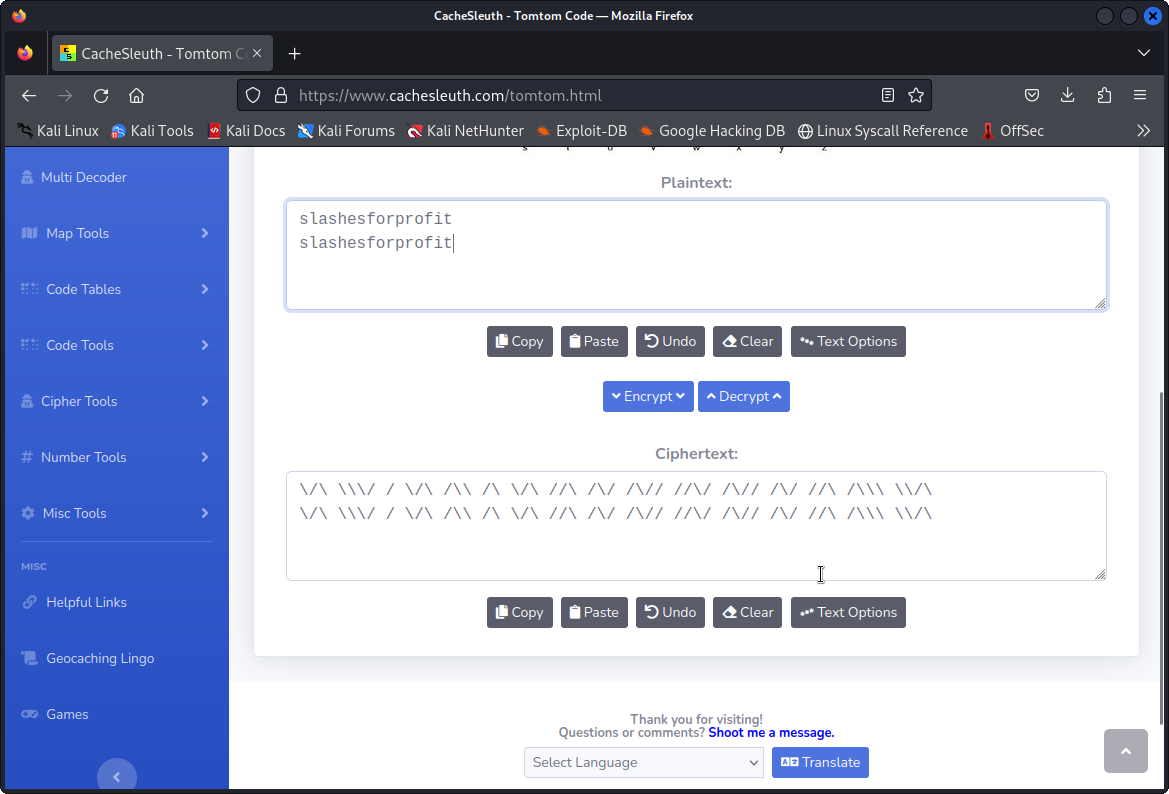 CacheSleuth - Tomtom Code — Mozilla Firefox
CacheSleuth - Tomtom C
https://www.cachesleuth.com/tomtom.html
Kali Linux Kali Tools Kali Docs Kali Forums Kali NetHunter Exploit-DB Google Hacking DB Linux Syscall Reference OffSec
Multi Decoder
Map Tools
Code Tables
Code Tools
Cipher Tools
# Number Tools
Misc Tools
MISC
Helpful Links
Geocaching Lingo
Games
s t u v w x y z
Plaintext:
slashesforprofit
slashesforprofit
Copy Paste Undo Clear Text Options
Encrypt Decrypt
Ciphertext:
\/\ \\\/ / \/\ /\\ /\ \/\ //\ /\/ /\// //\/ /\// /\/ //\ /\\\ \\/\
\/\ \\\/ / \/\ /\\ /\ \/\ //\ /\/ /\// //\/ /\// /\/ //\ /\\\ \\/\
Copy Paste Undo Clear Text Options
Thank you for visiting!
Questions or comments? Shoot me a message.
Select Language Translate